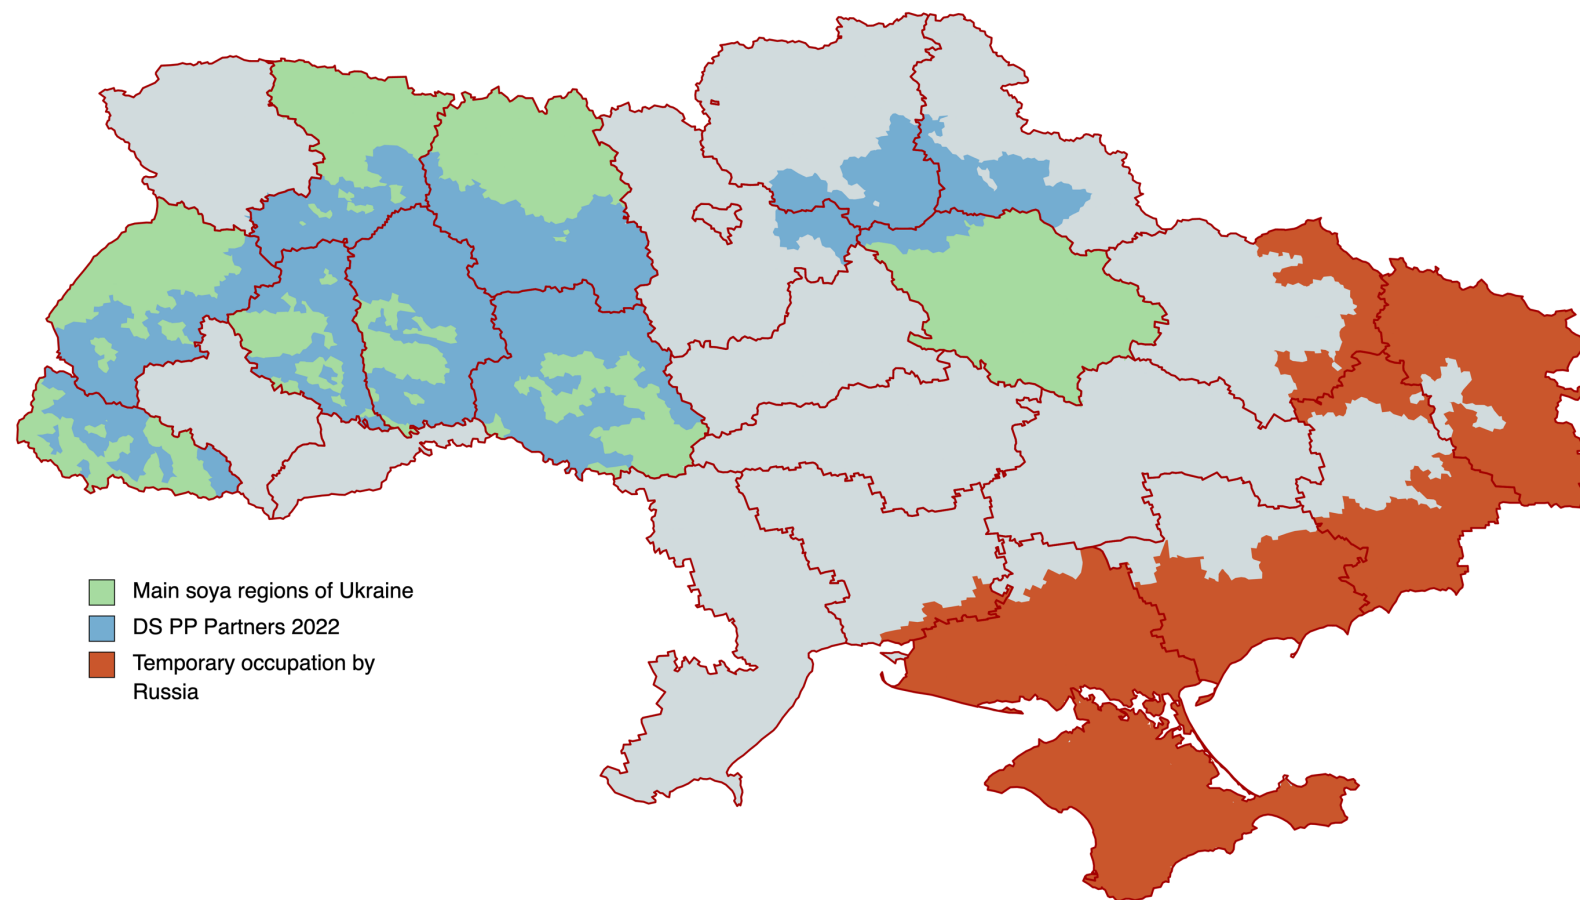 Main soya regions of Ukraine
DS PP Partners 2022
Temporary occupation by
Russia